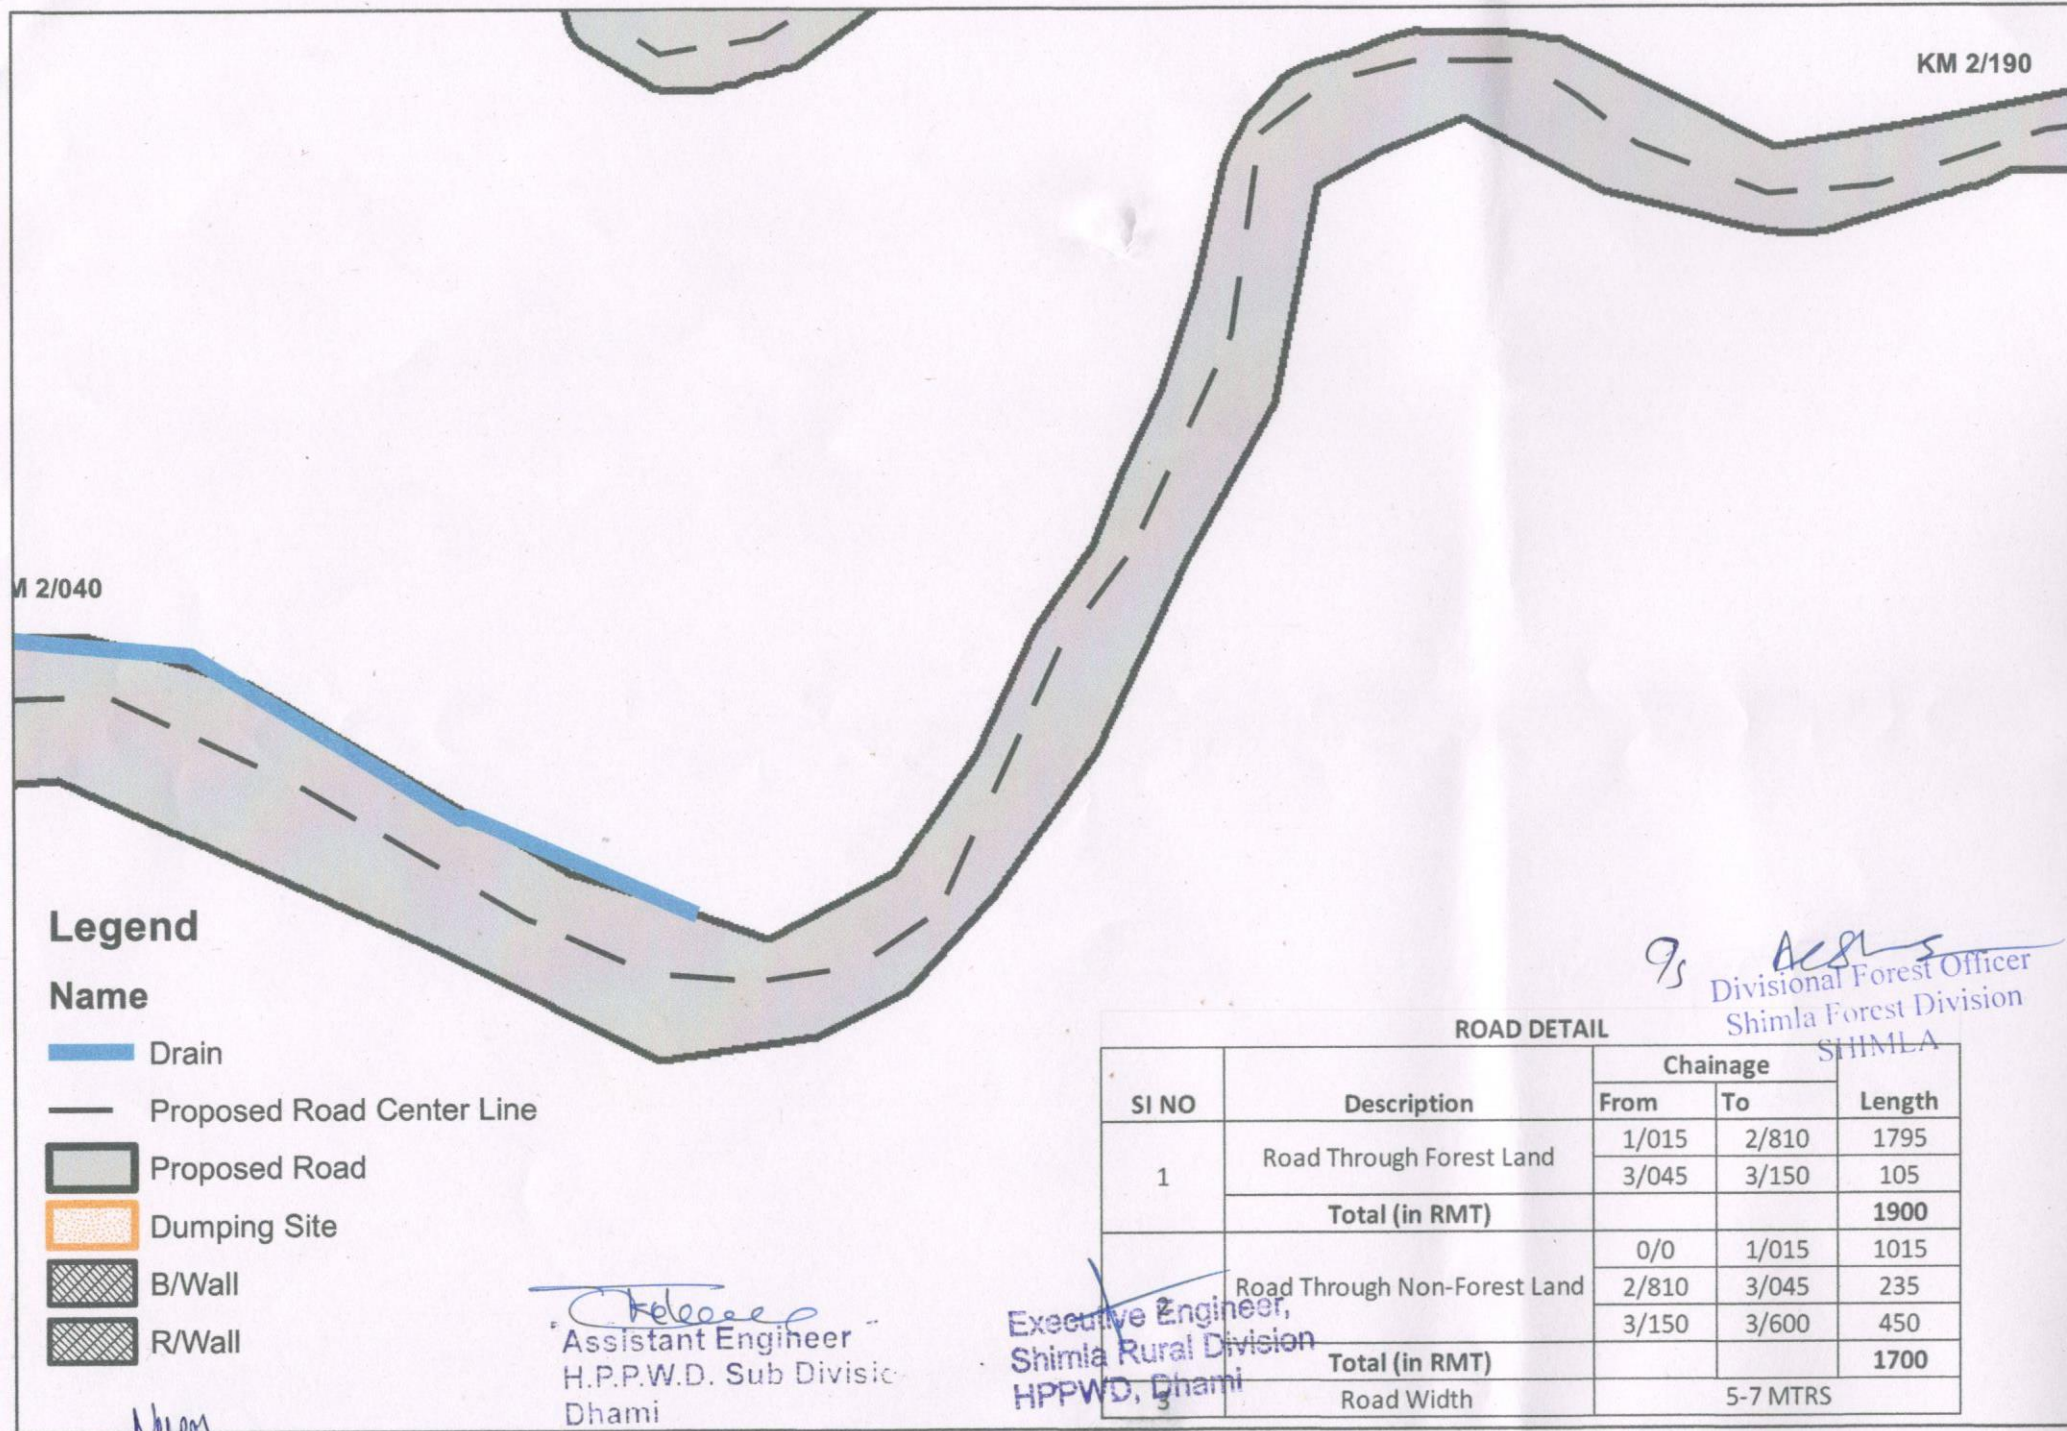 KM 2/190
M 2/040
Legend
Name
Drain
Proposed Road Center Line
Proposed Road
Dumping Site
B/Wall
R/Wall
Assistant Engineer
H.P.P.W.D. Sub Divisio
Dhami
Executive Engineer,
Shimla Rural Division
HPPWD, Dhami
Divisional Forest Officer
Shimla Forest Division
SHIMLA
ROAD DETAIL
SI NO Description Chainage Length
From To
1 Road Through Forest Land 1/015 2/810 1795
3/045 3/150 105
Total (in RMT) 1900
2 Road Through Non-Forest Land 0/0 1/015 1015
2/810 3/045 235
3/150 3/600 450
Total (in RMT) 1700
3 Road Width 5-7 MTRS